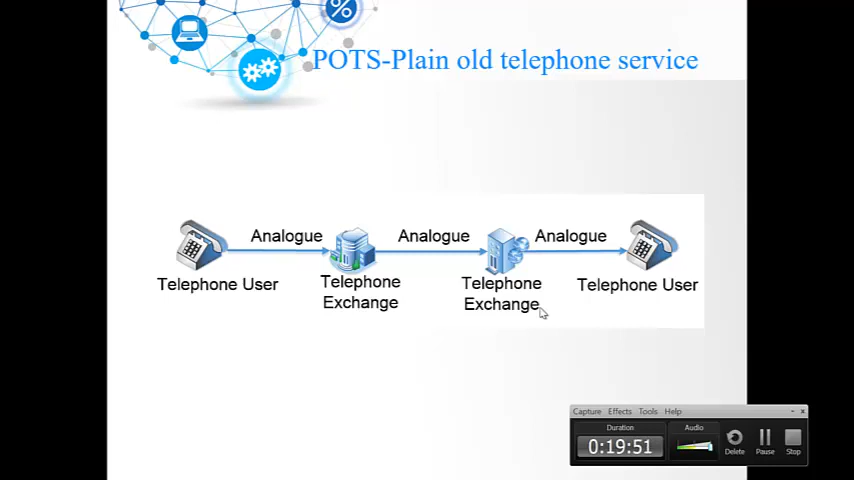 %
POTS-Plain old telephone service
Analogue Analogue Analogue
Telephone User
Telephone
Exchange
Telephone
Exchange
Telephone User
Capture Effects Tools Help
Duration
0:19:51
Audio
Delete Pause Stop